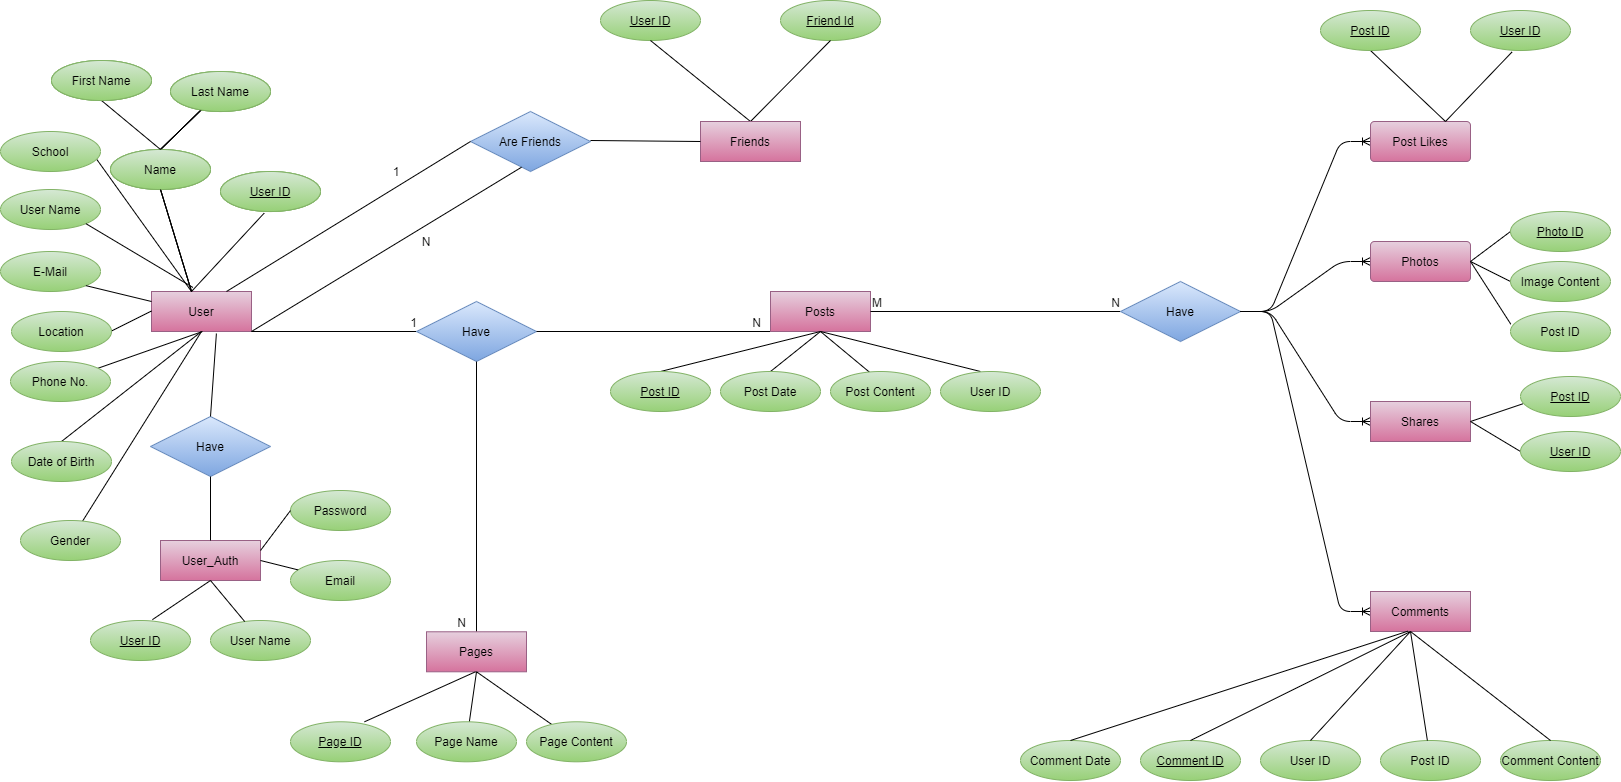 User ID
Friend Id
Post ID
User ID
First Name
Last Name
School
Name
Are Friends
Friends
Post Likes
1
User ID
User Name
N
Photo ID
E-Mail
Photos
Image Content
User
Posts
M
N
Have
Location
1
Have
N
Post ID
Phone No.
Post ID
Post Date
Post Content
User ID
Post ID
Shares
Have
User ID
Date of Birth
Password
Gender
User_Auth
Email
Comments
N
User ID
User Name
Pages
Page ID
Page Name
Page Content
Comment Date
Comment ID
User ID
Post ID
Comment Content